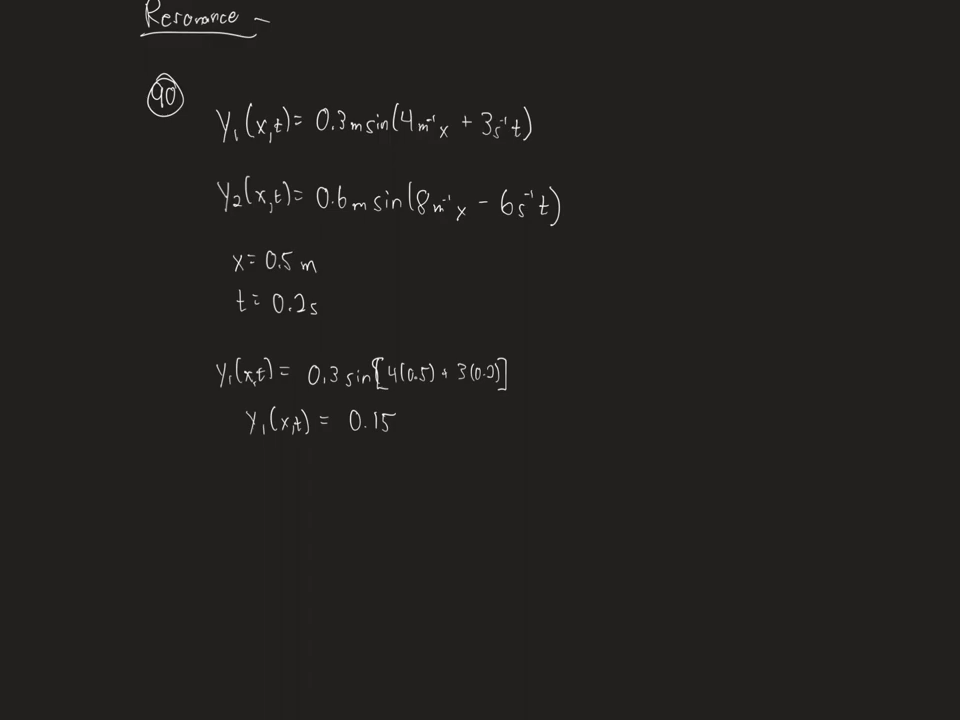 Resonance –
90
y₁(x,t) = 0.3 m sin(4 m⁻¹ x + 3 s⁻¹ t)
y₂(x,t) = 0.6 m sin(8 m⁻¹ x - 6 s⁻¹ t)
x = 0.5 m
t = 0.2 s
y₁(x,t) = 0.3 sin[4(0.5) + 3(0.2)]
y₁(x,t) = 0.15